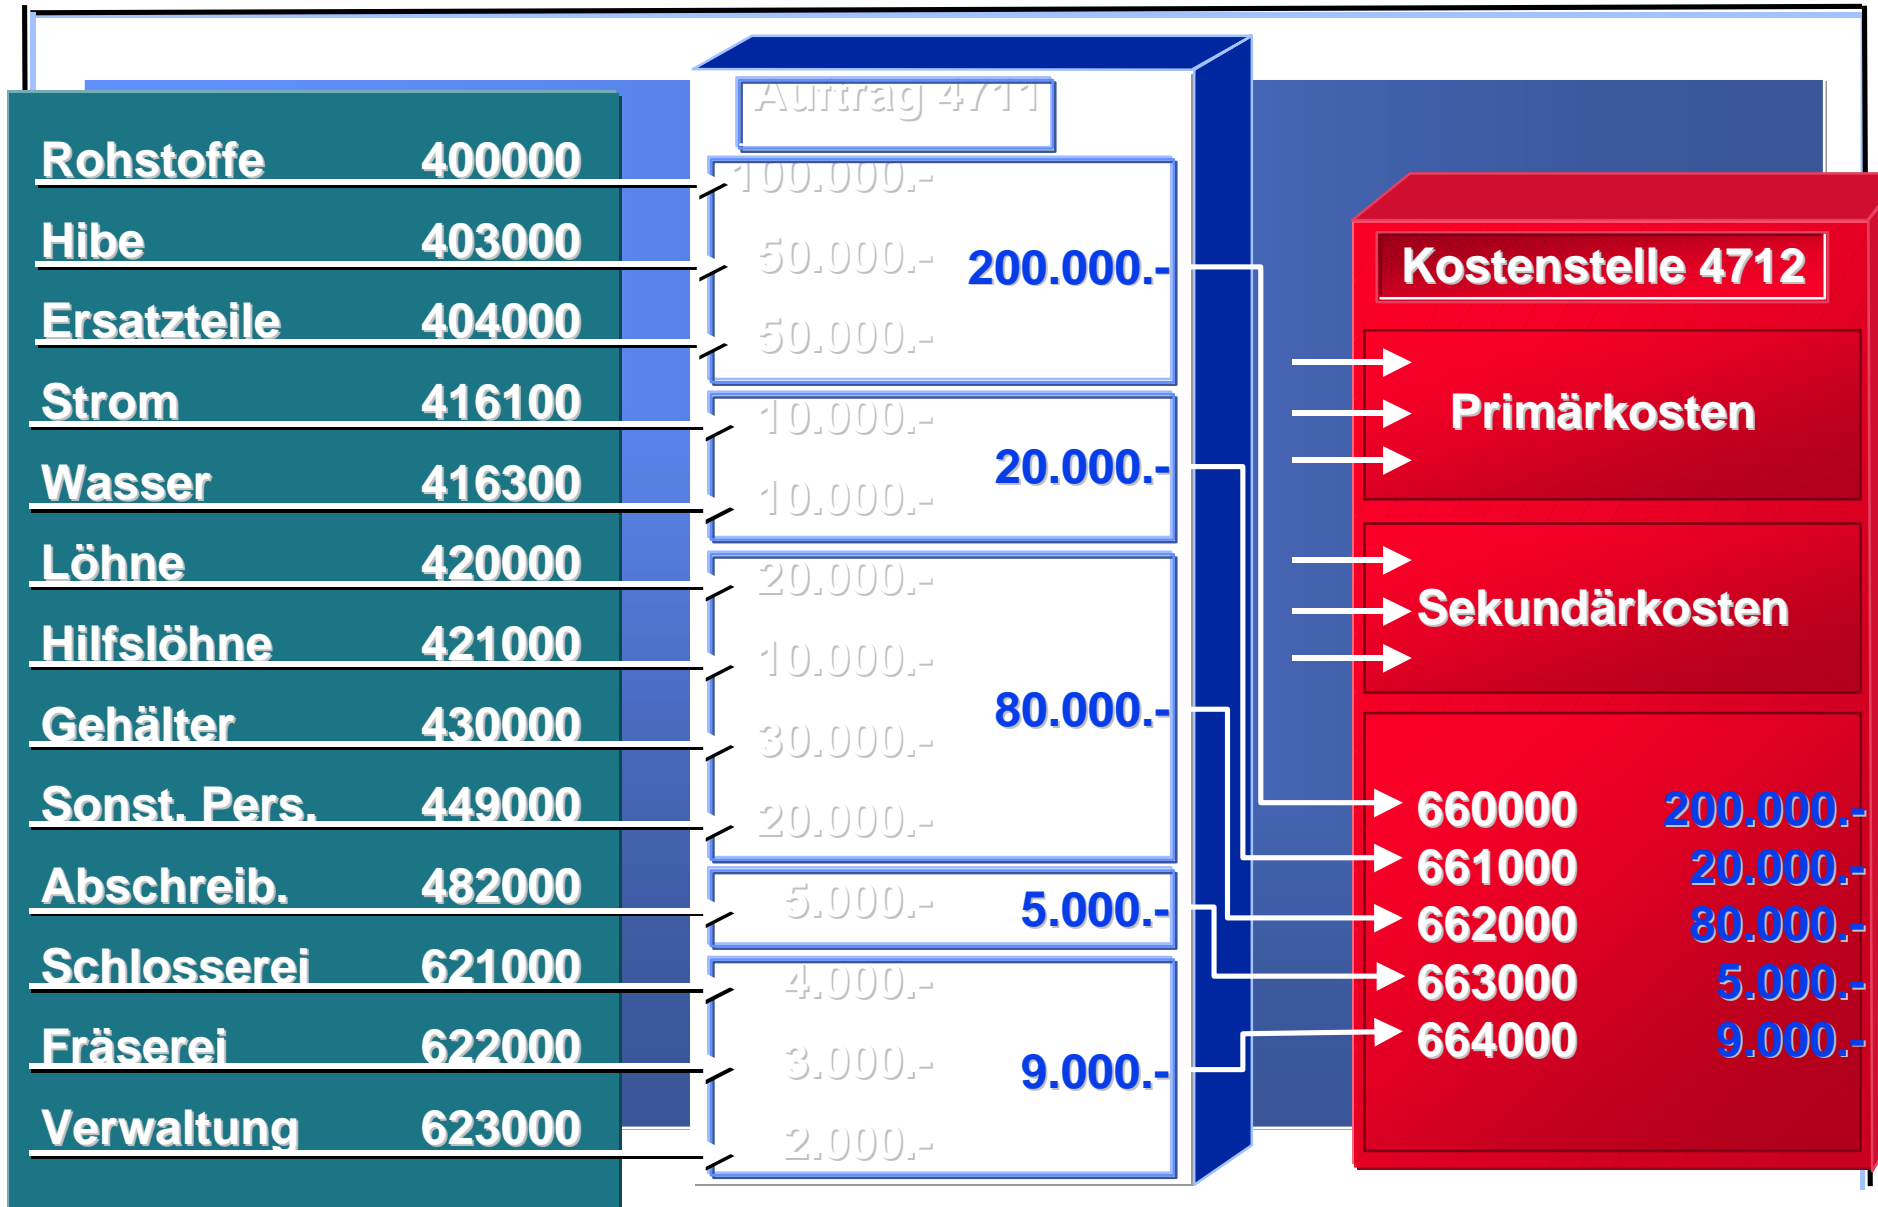 Auftrag 4711
Rohstoffe 400000 100.000.-
Hibe 403000 50.000.- 200.000.-
Ersatzteile 404000 50.000.-
Strom 416100 10.000.-
Wasser 416300 10.000.- 20.000.-
Löhne 420000 20.000.-
Hilfslöhne 421000 10.000.-
Gehälter 430000 30.000.- 80.000.-
Sonst. Pers. 449000 20.000.-
Abschreib. 482000 5.000.- 5.000.-
Schlosserei 621000 4.000.-
Fräserei 622000 3.000.- 9.000.-
Verwaltung 623000 2.000.-
Kostenstelle 4712
Primärkosten
Sekundärkosten
660000 200.000.-
661000 20.000.-
662000 80.000.-
663000 5.000.-
664000 9.000.-